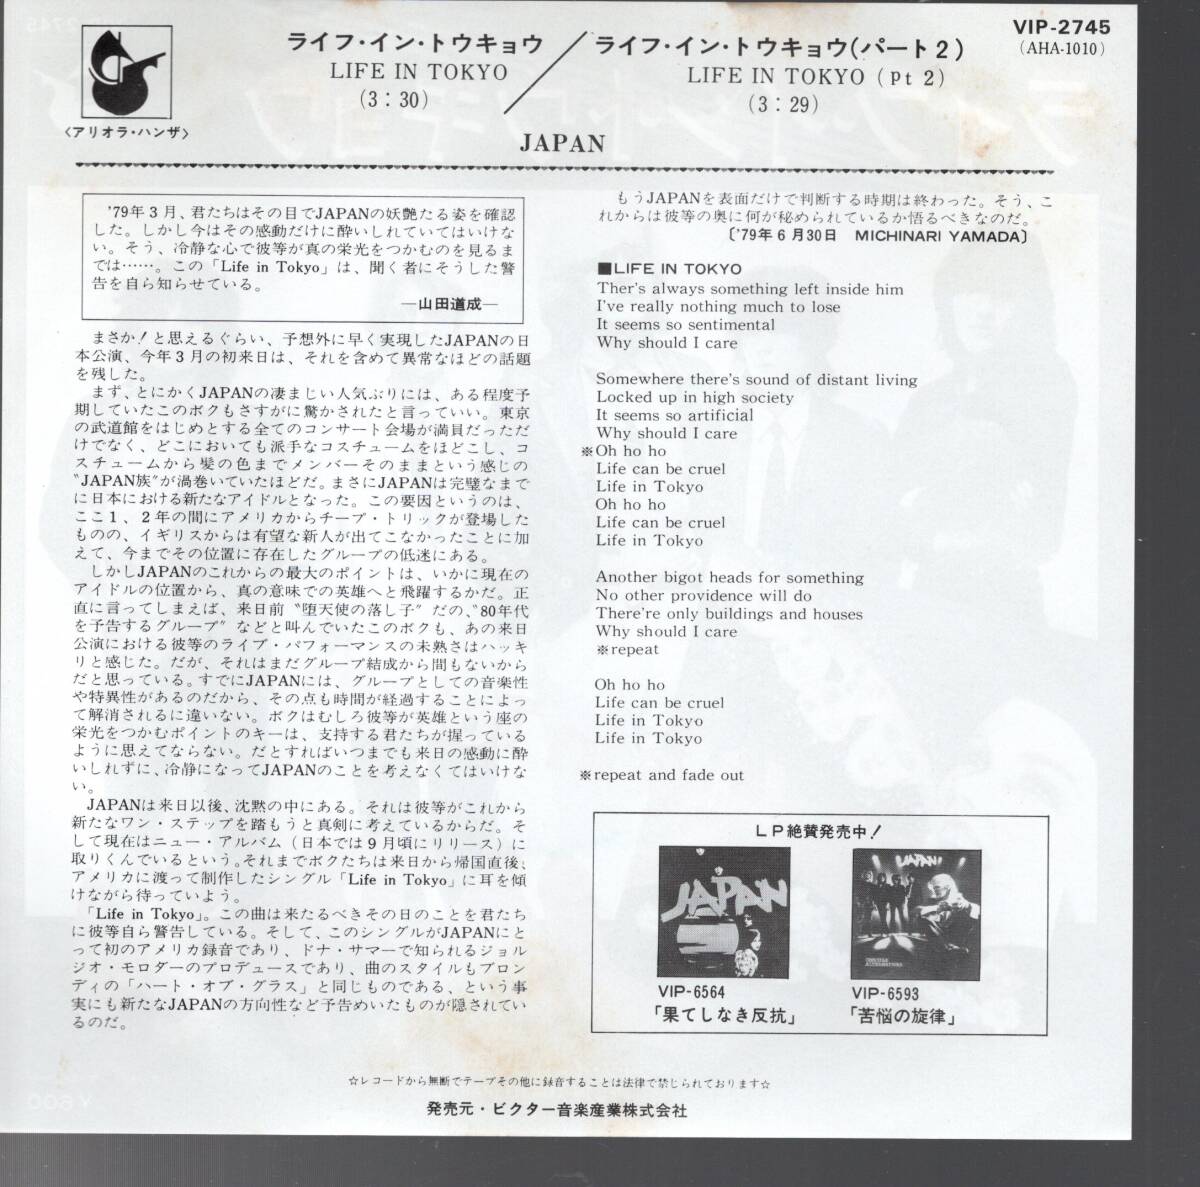 VIP-2745
(AHA-1010)
〈アリオラ・ハンザ〉
ライフ・イン・トウキョウ
LIFE IN TOKYO
(3:30)
ライフ・イン・トウキョウ(パート2)
LIFE IN TOKYO (pt 2)
(3:29)
JAPAN
'79年3月、君たちはその目でJAPANの妖艶たる姿を確認
した。しかし今はその感動だけに酔いしれていてはいけな
い。そう、冷静な心で彼等が真の栄光をつかむのを見るま
では……。この「Life in Tokyo」は、聞く者にそうした警
告を自ら知らせている。
—山田道成—
まさか!と思えるぐらい、予想外に早く実現したJAPANの日
本公演、今年3月の初来日は、それを含めて異常なほどの話題
を残した。
まず、とにかくJAPANの凄まじい人気ぶりには、ある程度予
期していたこのボクもさすがに驚かされたと言っていい。東京
の武道館をはじめとする全てのコンサート会場が満員だっただ
けでなく、どこにおいても派手なコスチュームをほどこし、コ
スチュームから髪の色までメンバーそのままという感じの
"JAPAN族"が渦巻いていたほどだ。まさにJAPANは完璧なまで
に日本における新たなアイドルとなった。この要因というのは、
ここ1、2年の間にアメリカからチープ・トリックが登場した
ものの、イギリスからは有望な新人が出てこなかったことに加
えて、今までその位置に存在したグループの低迷にある。
しかしJAPANのこれからの最大のポイントは、いかに現在の
アイドルの位置から、真の意味での英雄へと飛躍するかだ。正
直に言ってしまえば、来日前"堕天使の落し子"だの、"80年代
を予告するグループ"などと叫んでいたこのボクも、あの来日
公演における彼等のライブ・パフォーマンスの未熟さはハッキ
リと感じた。だが、それはまだグループ結成から間もないから
だと思っている。すでにJAPANには、グループとしての音楽性
や特異性があるのだから、その点も時間が経過することによっ
て解消されるに違いない。ボクはむしろ彼等が英雄という座の
栄光をつかむポイントのキーは、支持する君たちが握っている
ように思えてならない。だとすればいつまでも来日の感動に酔
いしれずに、冷静になってJAPANのことを考えなくてはいけな
い。
JAPANは来日以後、沈黙の中にある。それは彼等がこれから
新たなワン・ステップを踏もうと真剣に考えているからだ。そ
して現在はニュー・アルバム(日本では9月頃にリリース)に
取りくんでいるという。それまでボクたちは来日から帰国直後、
アメリカに渡って制作したシングル「Life in Tokyo」に耳を傾
けながら待っていよう。
「Life in Tokyo」。この曲は来たるべきその日のことを君たち
に彼等自ら警告している。そして、このシングルがJAPANにと
って初のアメリカ録音であり、ドナ・サマーで知られるジョル
ジオ・モロダーのプロデュースであり、曲のスタイルもブロン
ディの「ハート・オブ・グラス」と同じものである、という事
実にも新たなJAPANの方向性など予告めいたものが隠されてい
るのだ。
もうJAPANを表面だけで判断する時期は終わった。そう、こ
れからは彼等の奥に何が秘められているか悟るべきなのだ。
〔'79年6月30日 MICHINARI YAMADA〕
■LIFE IN TOKYO
Ther's always something left inside him
I've really nothing much to lose
It seems so sentimental
Why should I care
Somewhere there's sound of distant living
Locked up in high society
It seems so artificial
Why should I care
※Oh ho ho
Life can be cruel
Life in Tokyo
Oh ho ho
Life can be cruel
Life in Tokyo
Another bigot heads for something
No other providence will do
There're only buildings and houses
Why should I care
※repeat
Oh ho ho
Life can be cruel
Life in Tokyo
Life in Tokyo
※repeat and fade out
LP絶賛発売中!
JAPAN
JAPAN
VIP-6564
「果てしなき反抗」
VIP-6593
「苦悩の旋律」
☆レコードから無断でテープその他に録音することは法律で禁じられております☆
発売元・ビクター音楽産業株式会社